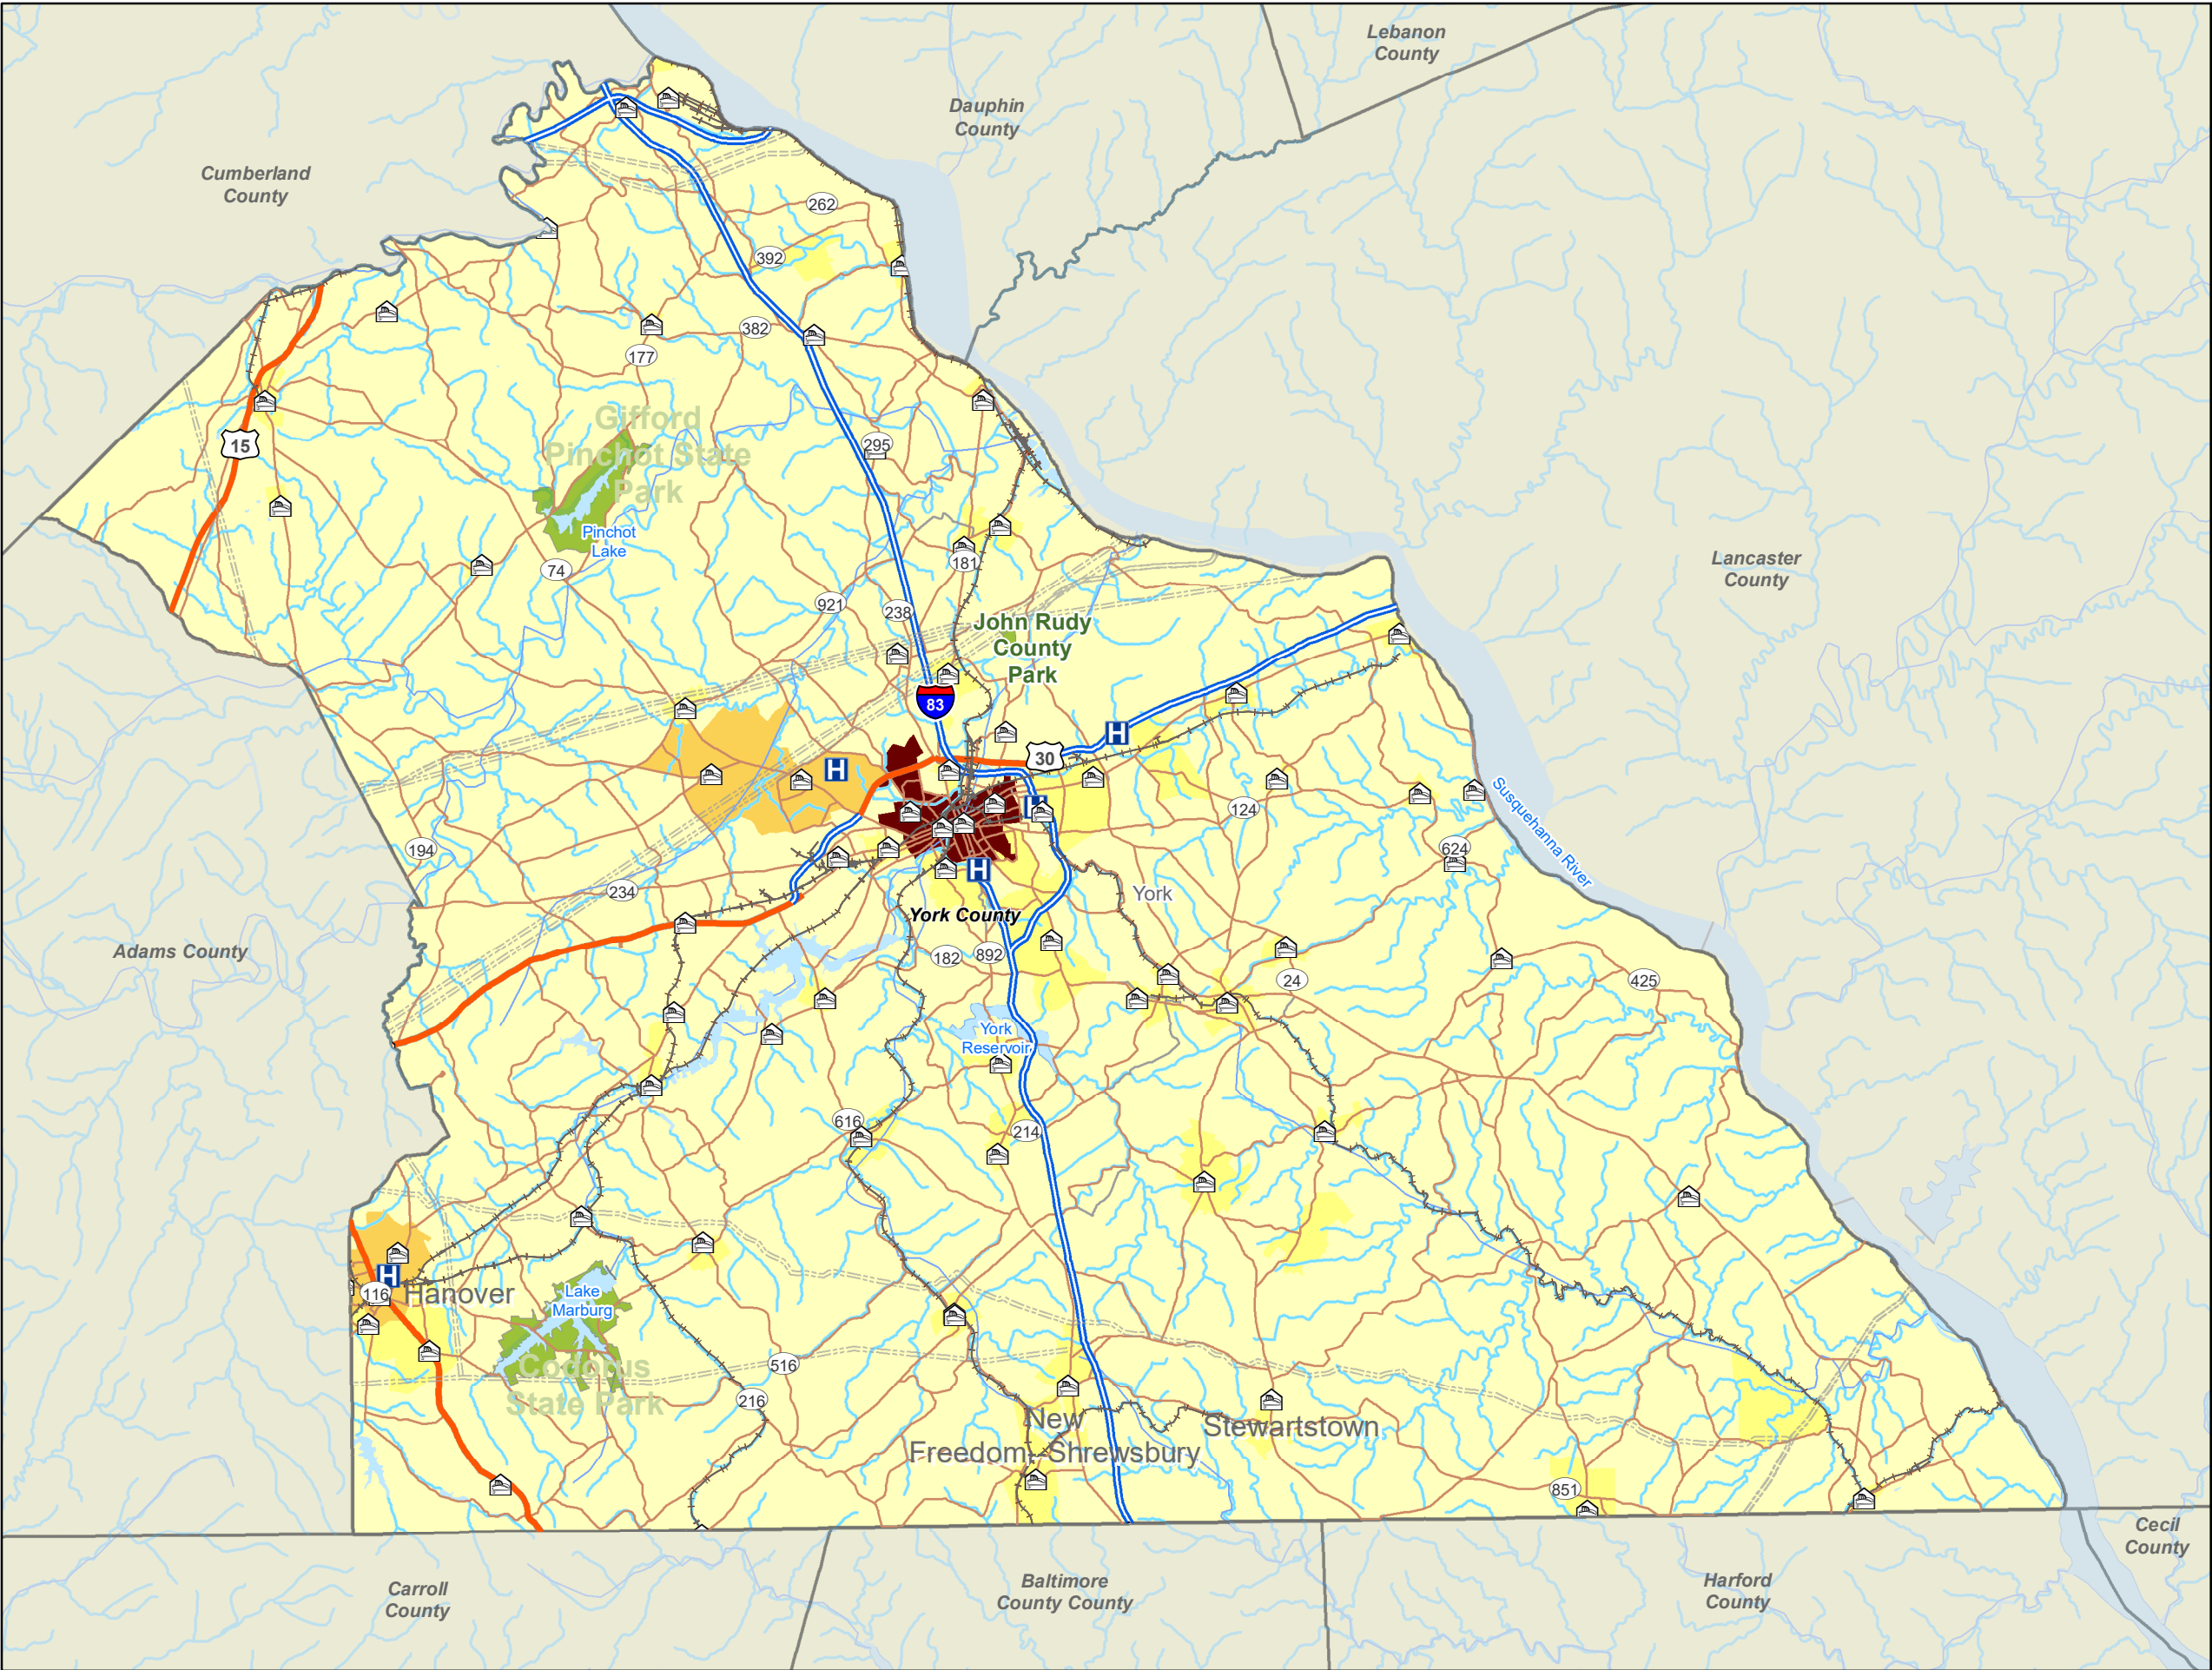 Lebanon
County
Dauphin
County
Cumberland
County
262
392
382
177
15
Gifford
Pinchot State
Park
295
Pinchot
Lake
74
181
921
238
John Rudy
County
Park
Lancaster
County
83
H
30
H
H
124
Susquehanna River
194
624
H
234
York
York County
Adams County
182
892
24
425
York
Reservoir
616
214
H
116
Hanover
Lake
Marburg
Codorus
State Park
516
216
New
Freedom
Shrewsbury
Stewartstown
851
Cecil
County
Carroll
County
Baltimore
County County
Harford
County